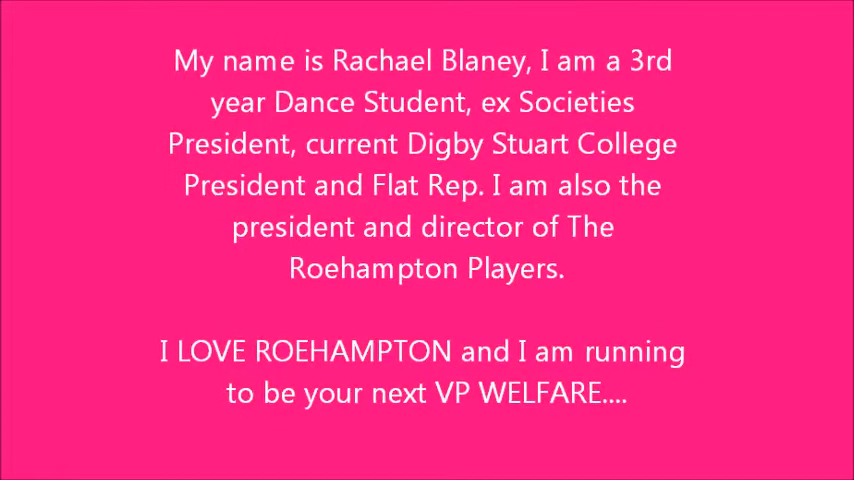 My name is Rachael Blaney, I am a 3rd
year Dance Student, ex Societies
President, current Digby Stuart College
President and Flat Rep. I am also the
president and director of The
Roehampton Players.
I LOVE ROEHAMPTON and I am running
to be your next VP WELFARE....